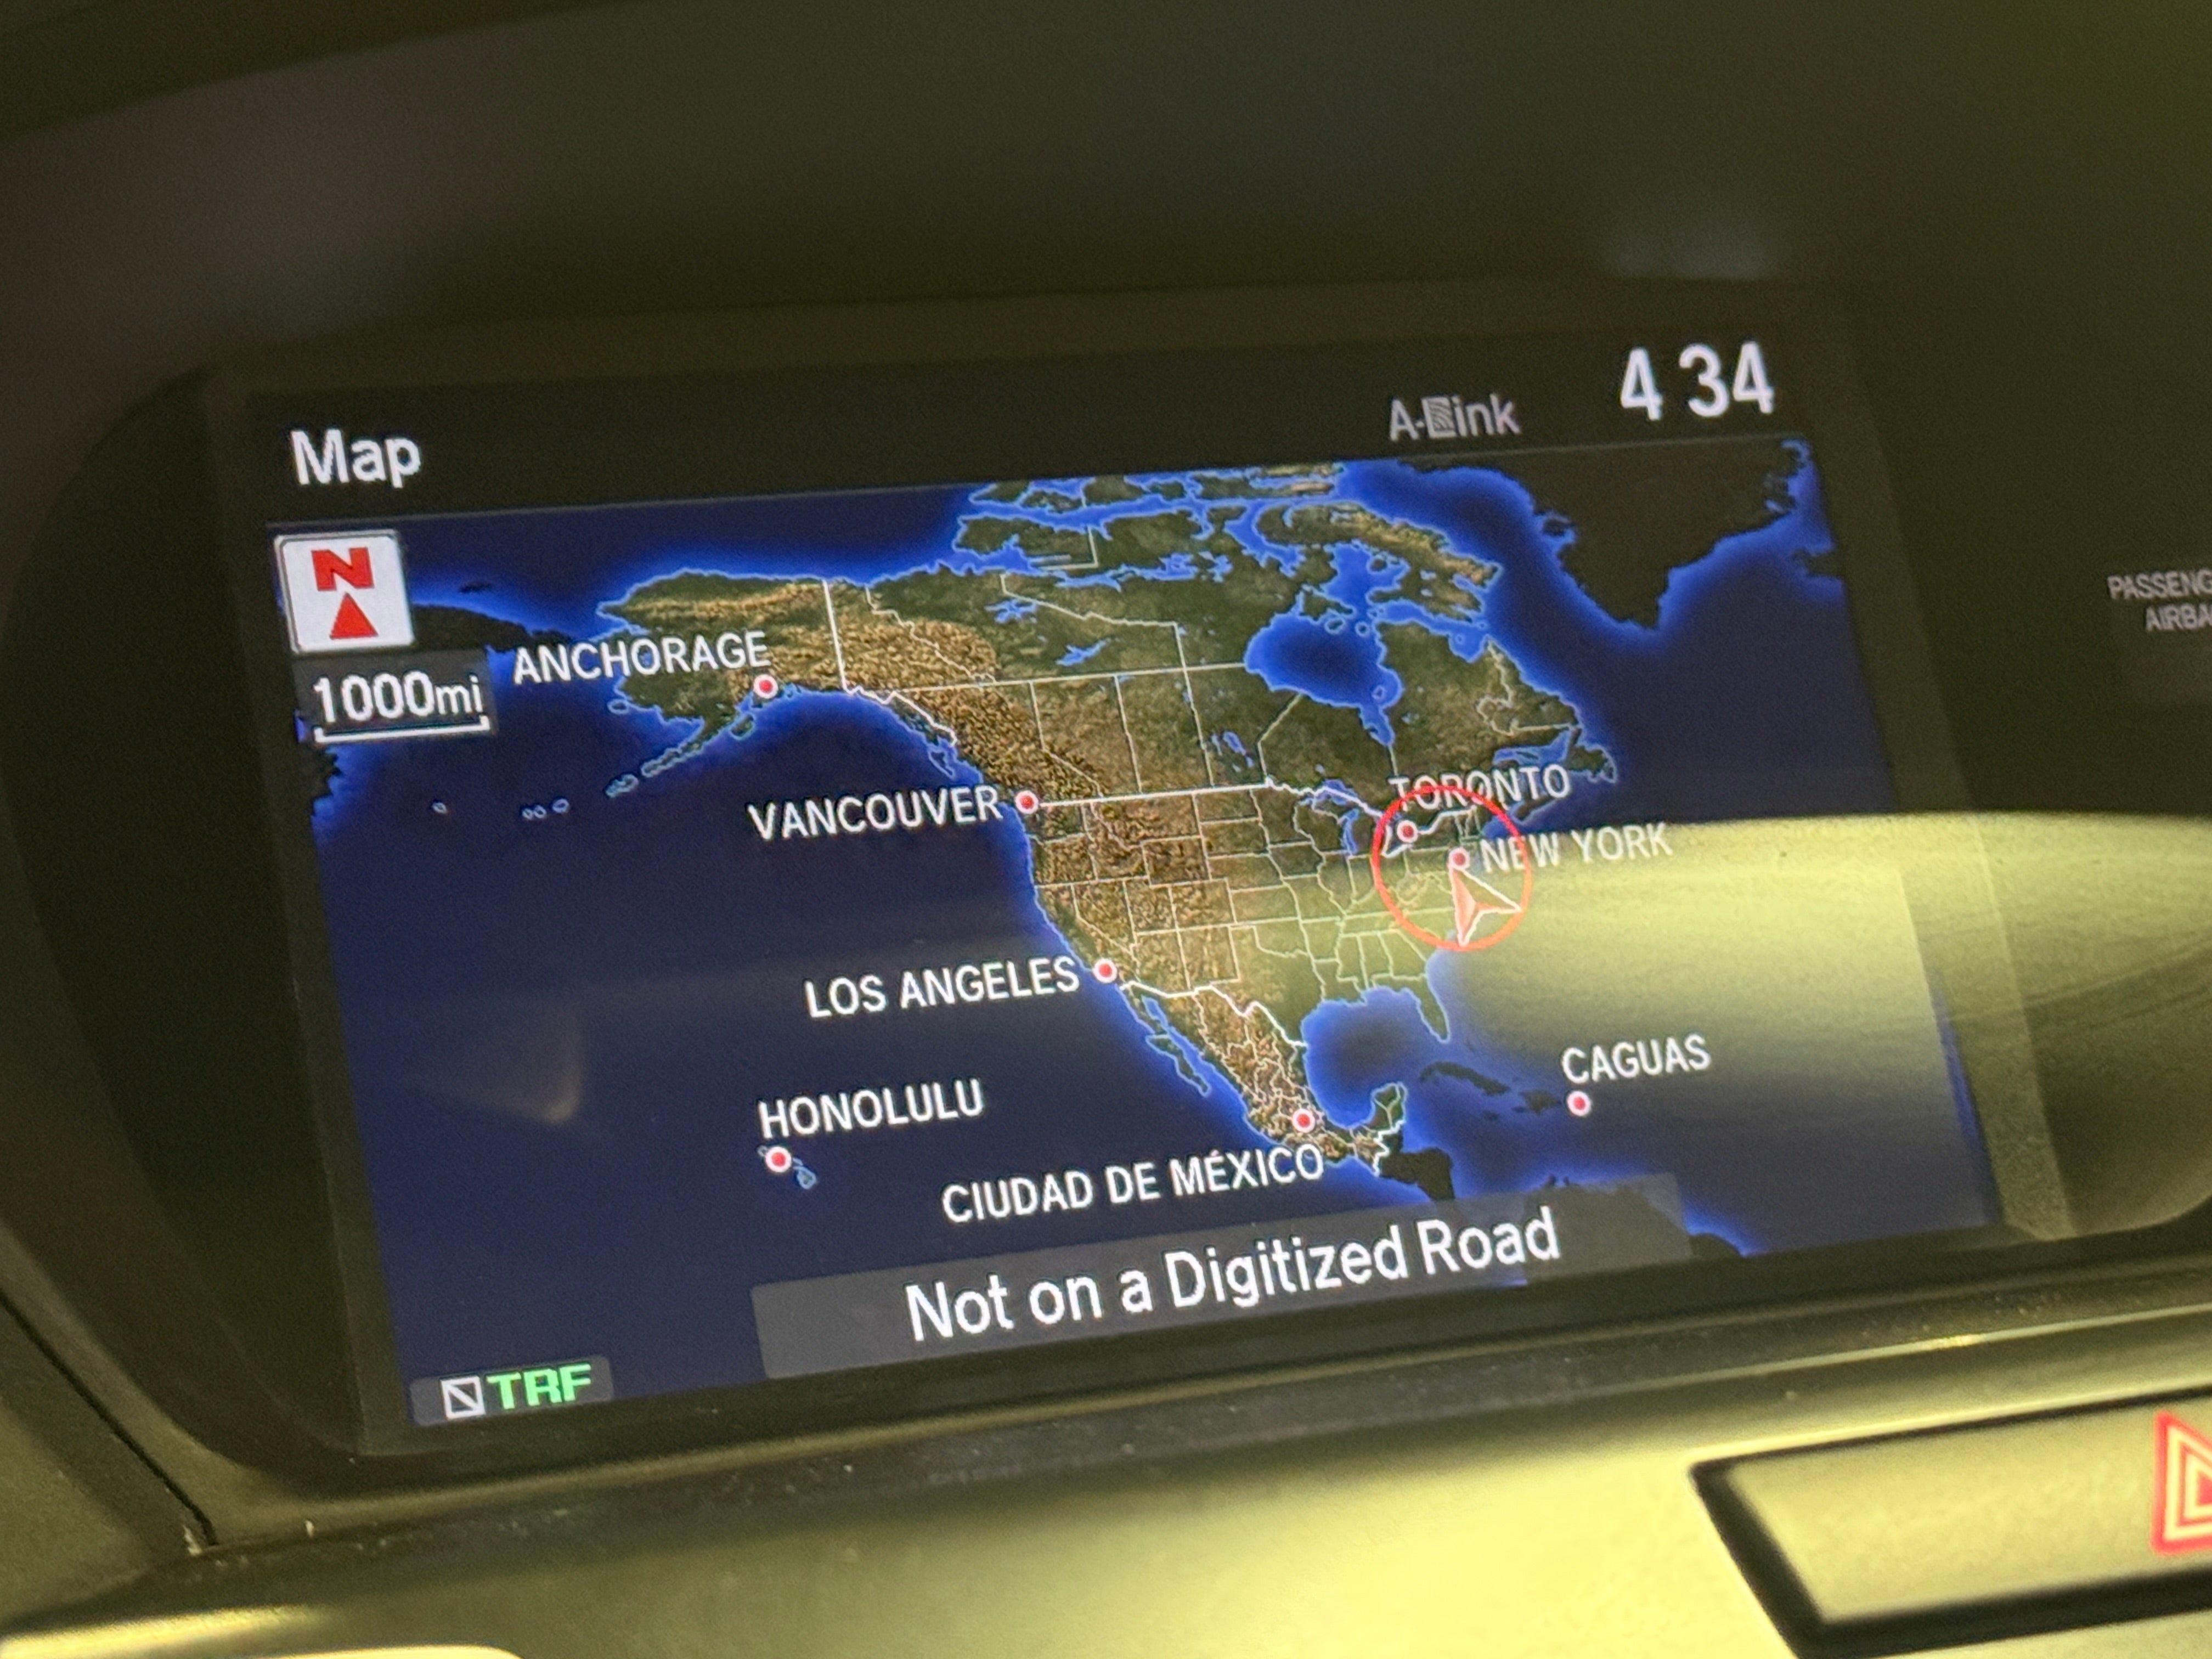 Map
A-Link
4 34
N
1000mi
ANCHORAGE
VANCOUVER
TORONTO
NEW YORK
LOS ANGELES
CAGUAS
HONOLULU
CIUDAD DE MÉXICO
Not on a Digitized Road
TRF
AIRBA
PASSENG